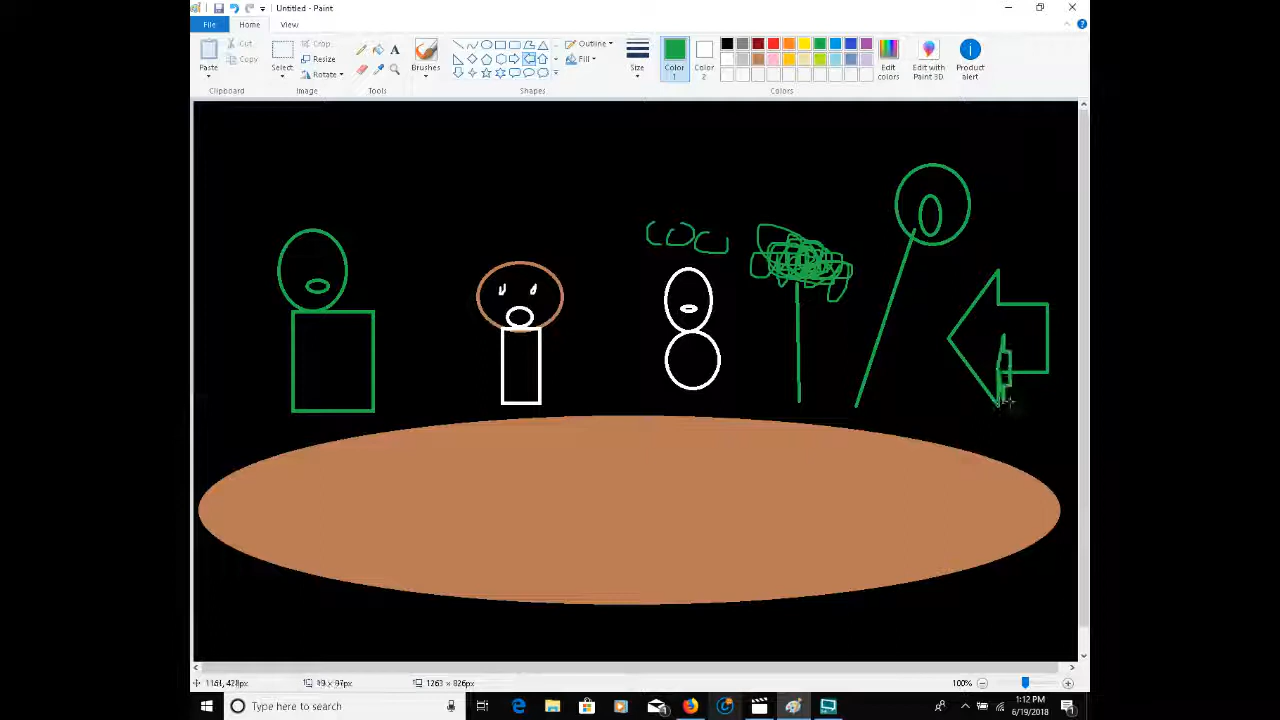 Untitled - Paint
File Home View
Cut Crop Outline
Copy Resize Fill
Paste Select Rotate Brushes Size Color 1 Color 2 Edit colors Edit with Paint 3D Product alert
Clipboard Image Tools Shapes Colors
1263 × 826px 100%
Type here to search
1:12 PM
6/19/2018